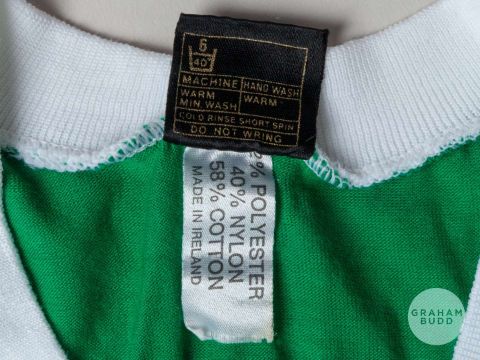 6
40°
MACHINE HAND WASH
WARM WARM
MIN WASH
COLD RINSE SHORT SPIN
DO NOT WRING
% POLYESTER
40% NYLON
58% COTTON
MADE IN IRELAND
GRAHAM
BUDD